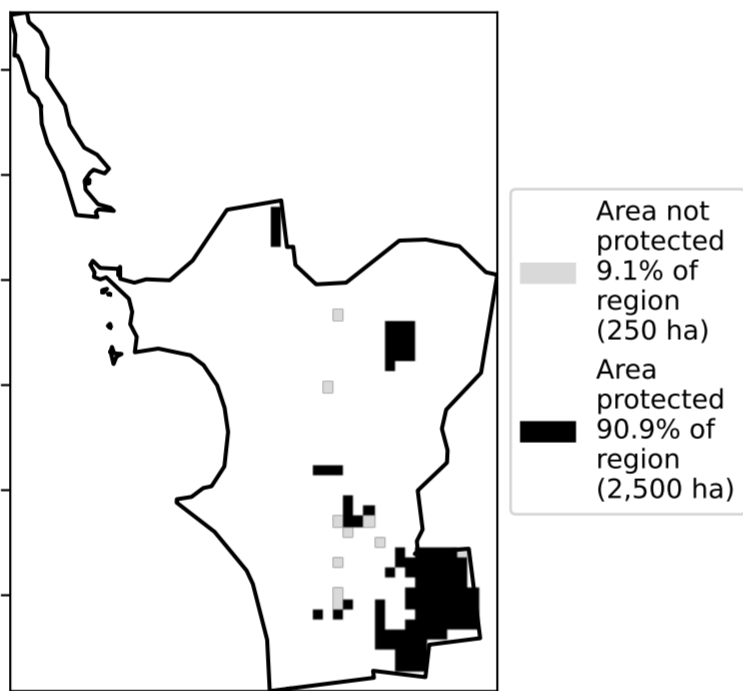 Area not
protected
9.1% of
region
(250 ha)
Area
protected
90.9% of
region
(2,500 ha)